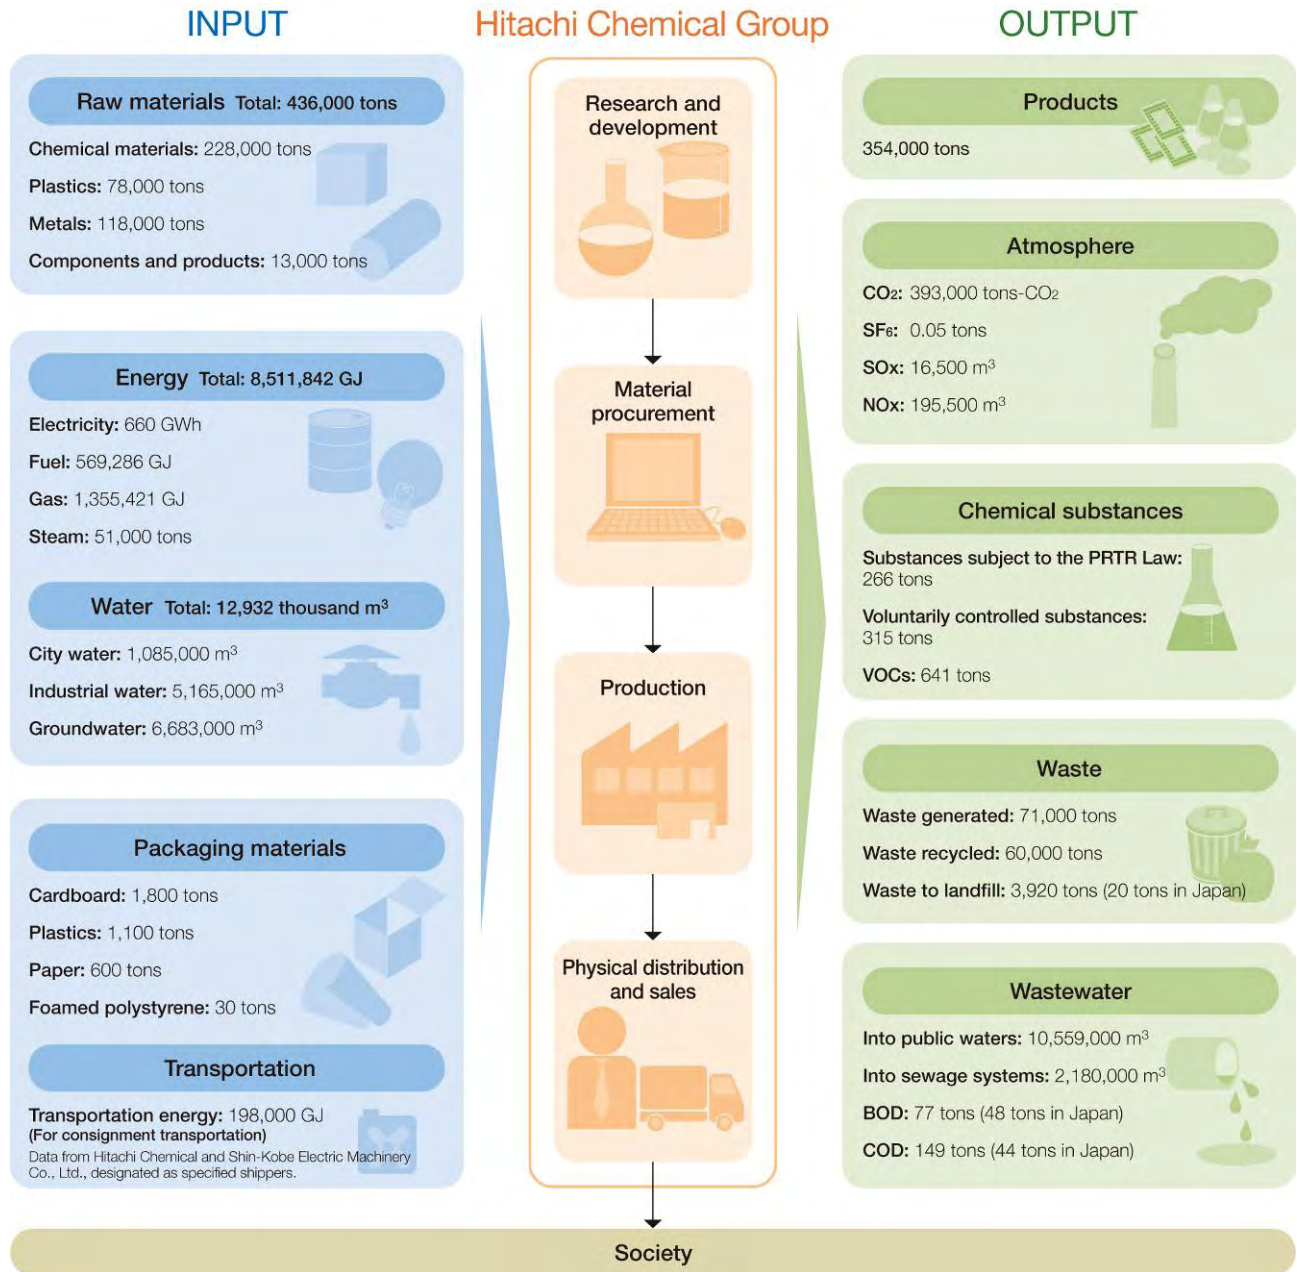 INPUT
Raw materials Total: 436,000 tons
Chemical materials: 228,000 tons
Plastics: 78,000 tons
Metals: 118,000 tons
Components and products: 13,000 tons
Energy Total: 8,511,842 GJ
Electricity: 660 GWh
Fuel: 569,286 GJ
Gas: 1,355,421 GJ
Steam: 51,000 tons
Water Total: 12,932 thousand m³
City water: 1,085,000 m³
Industrial water: 5,165,000 m³
Groundwater: 6,683,000 m³
Packaging materials
Cardboard: 1,800 tons
Plastics: 1,100 tons
Paper: 600 tons
Foamed polystyrene: 30 tons
Transportation
Transportation energy: 198,000 GJ
(For consignment transportation)
Data from Hitachi Chemical and Shin-Kobe Electric Machinery
Co., Ltd., designated as specified shippers.
Hitachi Chemical Group
Research and
development
Material
procurement
Production
Physical distribution
and sales
OUTPUT
Products
354,000 tons
Atmosphere
CO₂: 393,000 tons-CO₂
SF₆: 0.05 tons
SOx: 16,500 m³
NOx: 195,500 m³
Chemical substances
Substances subject to the PRTR Law:
266 tons
Voluntarily controlled substances:
315 tons
VOCs: 641 tons
Waste
Waste generated: 71,000 tons
Waste recycled: 60,000 tons
Waste to landfill: 3,920 tons (20 tons in Japan)
Wastewater
Into public waters: 10,559,000 m³
Into sewage systems: 2,180,000 m³
BOD: 77 tons (48 tons in Japan)
COD: 149 tons (44 tons in Japan)
Society